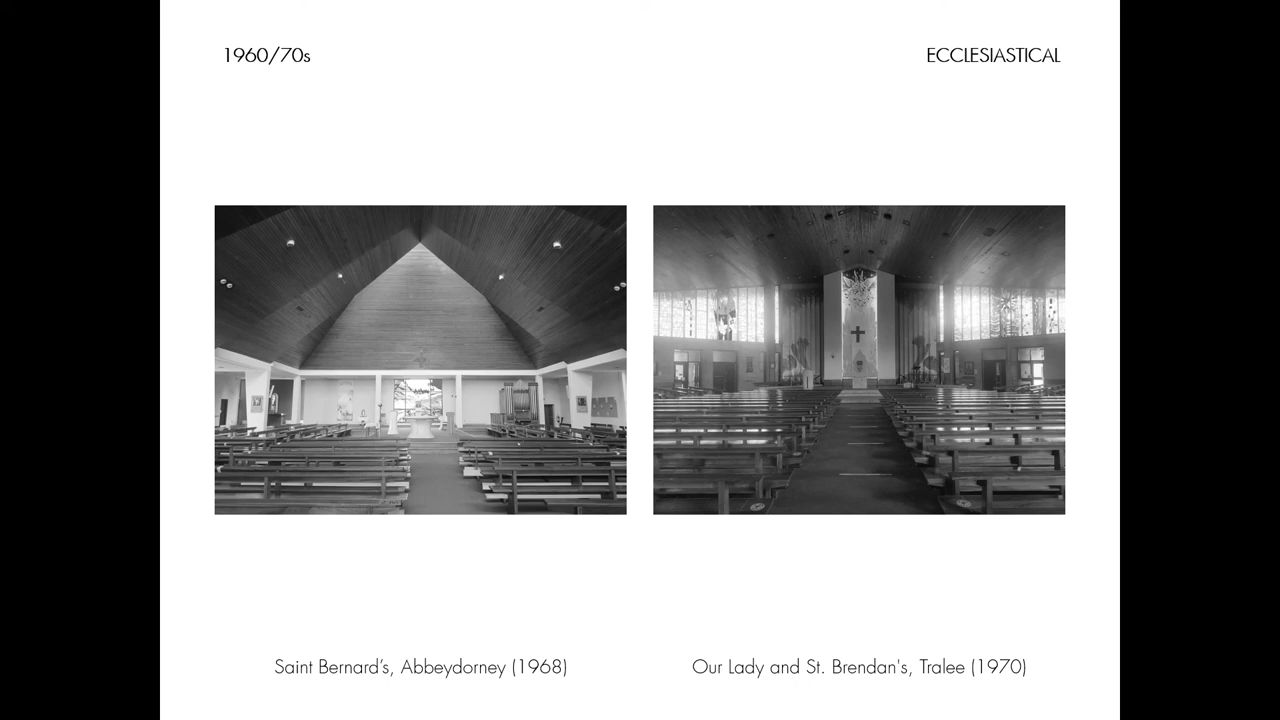 1960/70s
ECCLESIASTICAL
Saint Bernard’s, Abbeydorney (1968)
Our Lady and St. Brendan's, Tralee (1970)